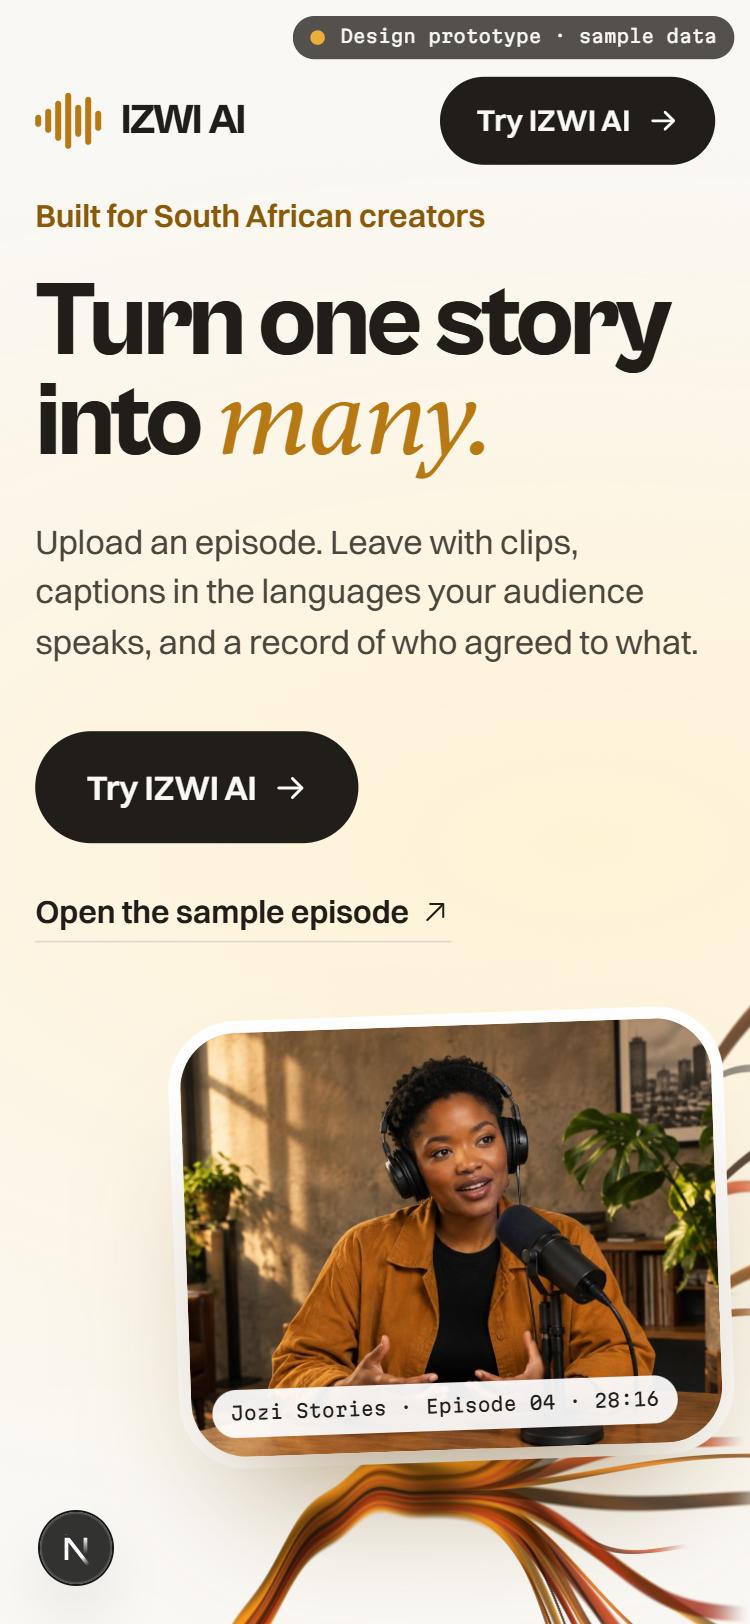 Design prototype · sample data
IZWI AI
Try IZWI AI →
Built for South African creators
Turn one story
into many.
Upload an episode. Leave with clips,
captions in the languages your audience
speaks, and a record of who agreed to what.
Try IZWI AI →
Open the sample episode ↗
Jozi Stories · Episode 04 · 28:16
N